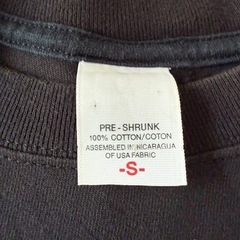 PRE-SHRUNK
100% COTTON/COTON
ASSEMBLED IN NICARAGUA
OF USA FABRIC
-S-